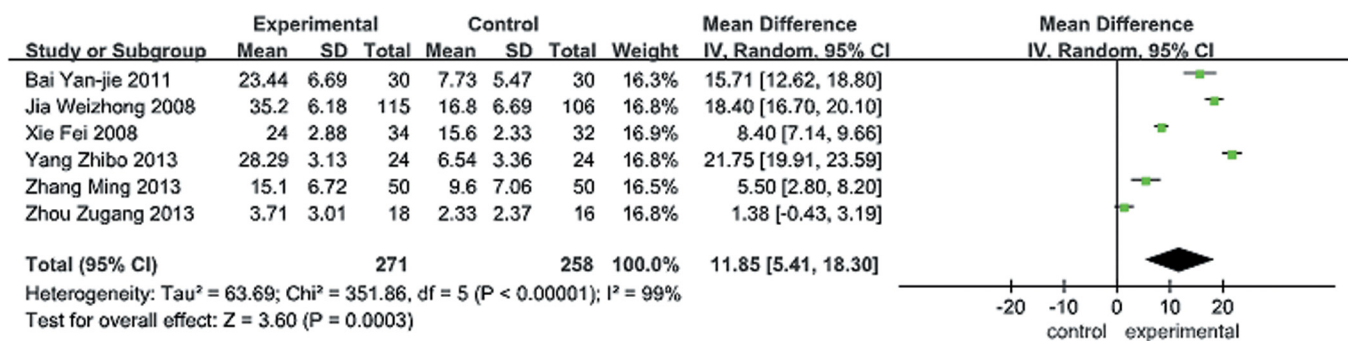 Experimental Control Mean Difference Mean Difference
Study or Subgroup Mean SD Total Mean SD Total Weight IV, Random, 95% CI IV, Random, 95% CI
Bai Yan-jie 2011 23.44 6.69 30 7.73 5.47 30 16.3% 15.71 [12.62, 18.80]
Jia Weizhong 2008 35.2 6.18 115 16.8 6.69 106 16.8% 18.40 [16.70, 20.10]
Xie Fei 2008 24 2.88 34 15.6 2.33 32 16.9% 8.40 [7.14, 9.66]
Yang Zhibo 2013 28.29 3.13 24 6.54 3.36 24 16.8% 21.75 [19.91, 23.59]
Zhang Ming 2013 15.1 6.72 50 9.6 7.06 50 16.5% 5.50 [2.80, 8.20]
Zhou Zugang 2013 3.71 3.01 18 2.33 2.37 16 16.8% 1.38 [-0.43, 3.19]
Total (95% CI) 271 258 100.0% 11.85 [5.41, 18.30]
Heterogeneity: Tau² = 63.69; Chi² = 351.86, df = 5 (P < 0.00001); I² = 99%
Test for overall effect: Z = 3.60 (P = 0.0003)
-20 -10 0 10 20
control experimental